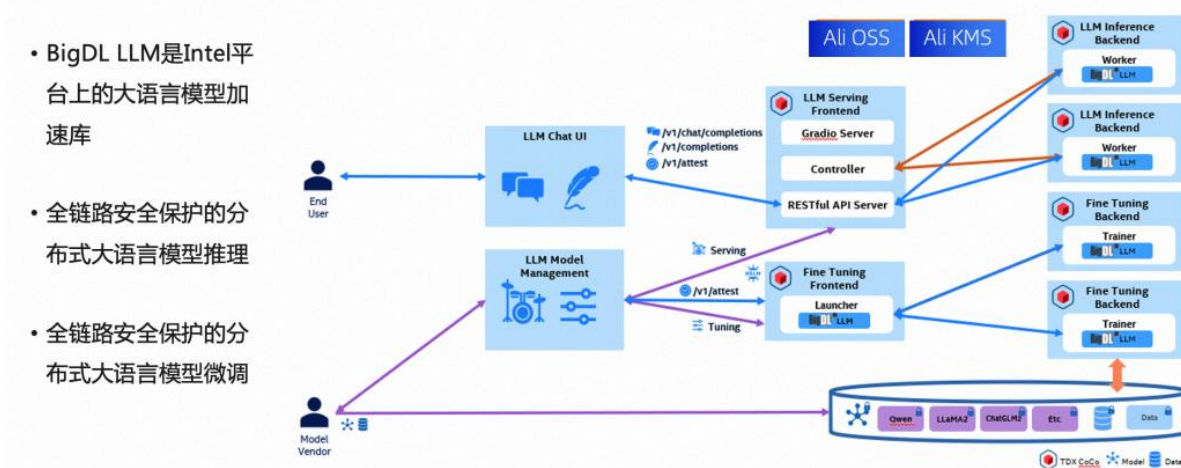 • BigDL LLM是Intel平
台上的大语言模型加
速库
• 全链路安全保护的分
布式大语言模型推理
• 全链路安全保护的分
布式大语言模型微调
Ali OSS
Ali KMS
End
User
LLM Chat UI
/v1/chat/completions
/v1/completions
/v1/attest
LLM Serving
Frontend
Gradio Server
Controller
RESTful API Server
LLM Inference
Backend
Worker
BigDL LLM
LLM Inference
Backend
Worker
BigDL LLM
LLM Model
Management
Serving
HELM
/v1/attest
Tuning
Fine Tuning
Frontend
Launcher
BigDL LLM
Fine Tuning
Backend
Trainer
BigDL LLM
Fine Tuning
Backend
Trainer
BigDL LLM
Model
Vendor
Qwen
LLaMA2
ChatGLM2
Etc.
Data
TDX CoCo
Model
Data